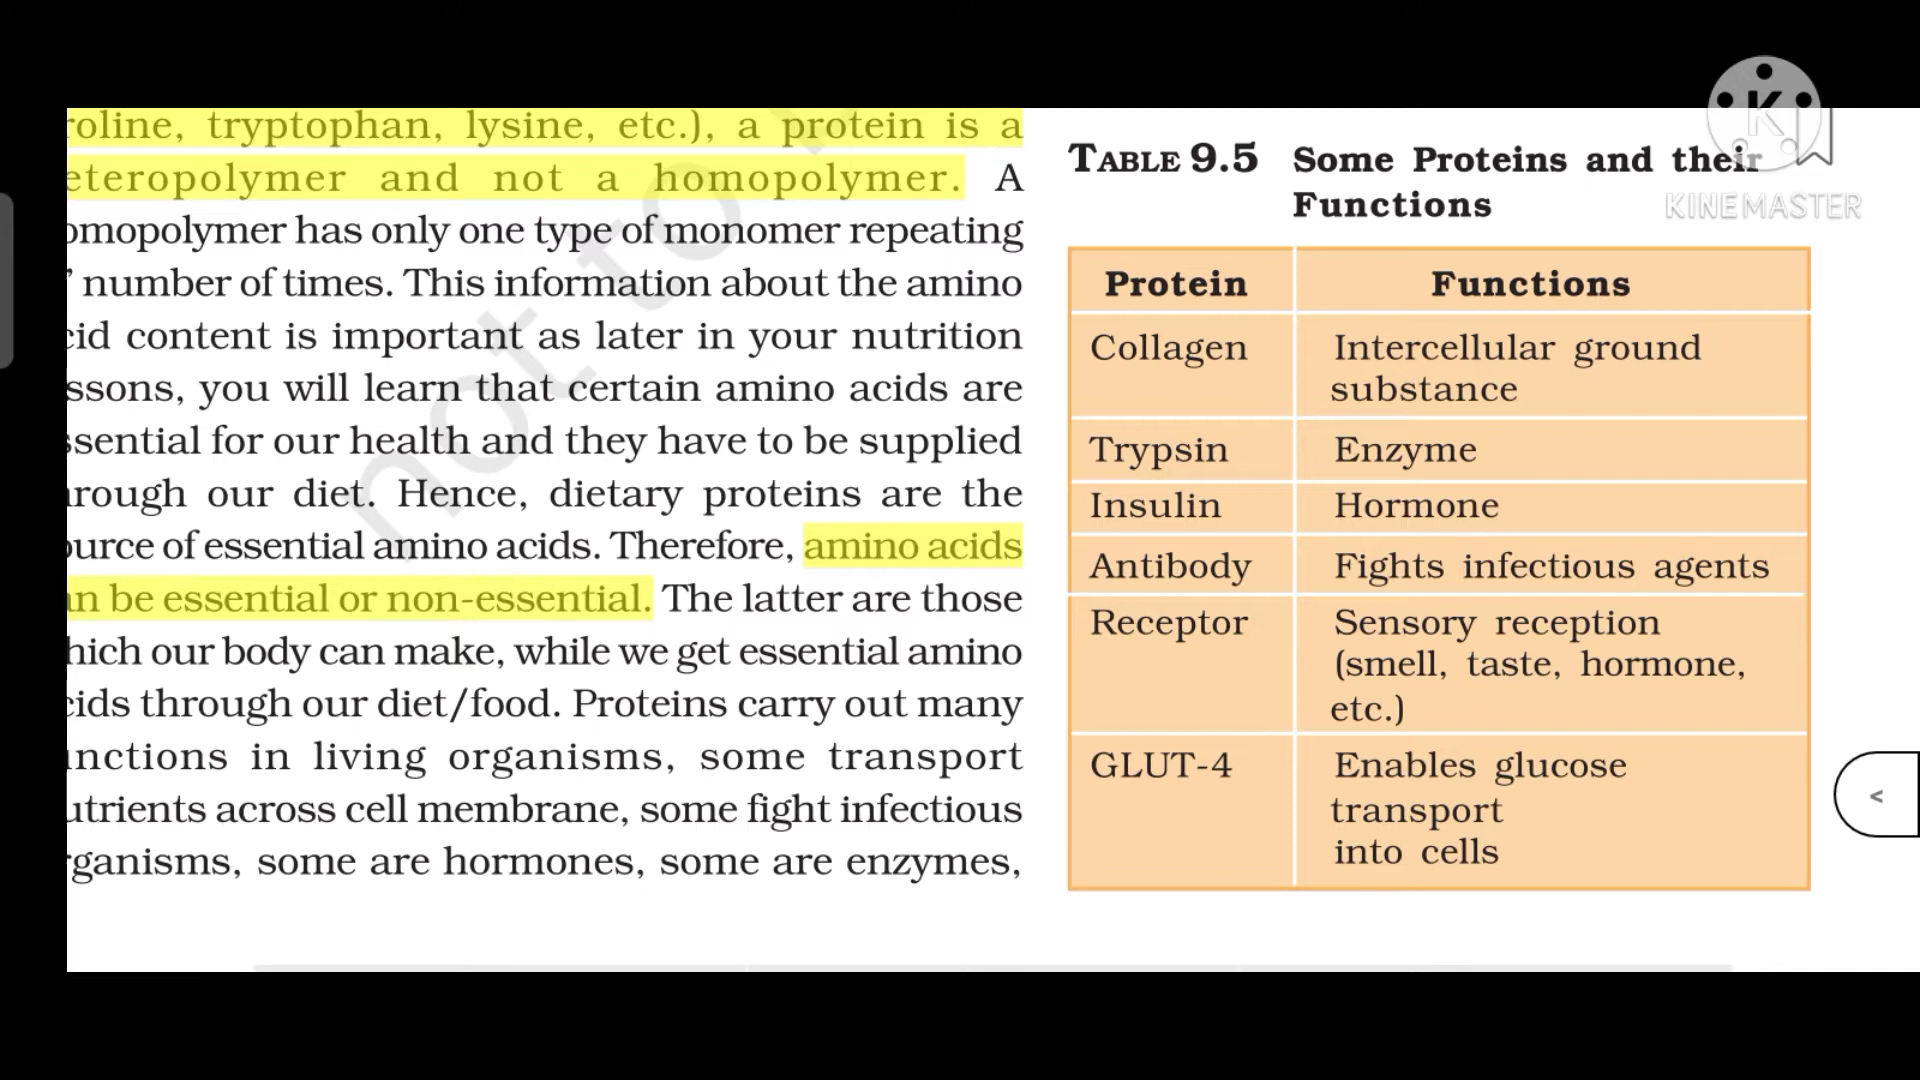 roline, tryptophan, lysine, etc.), a protein is a
eteropolymer and not a homopolymer. A
omopolymer has only one type of monomer repeating
' number of times. This information about the amino
cid content is important as later in your nutrition
ssons, you will learn that certain amino acids are
ssential for our health and they have to be supplied
rough our diet. Hence, dietary proteins are the
ource of essential amino acids. Therefore, amino acids
an be essential or non-essential. The latter are those
hich our body can make, while we get essential amino
cids through our diet/food. Proteins carry out many
nctions in living organisms, some transport
utrients across cell membrane, some fight infectious
rganisms, some are hormones, some are enzymes,
not to
TABLE 9.5 Some Proteins and their
Functions
K
KINEMASTER
Protein Functions
Collagen Intercellular ground
substance
Trypsin Enzyme
Insulin Hormone
Antibody Fights infectious agents
Receptor Sensory reception
(smell, taste, hormone,
etc.)
GLUT-4 Enables glucose
transport
into cells
<